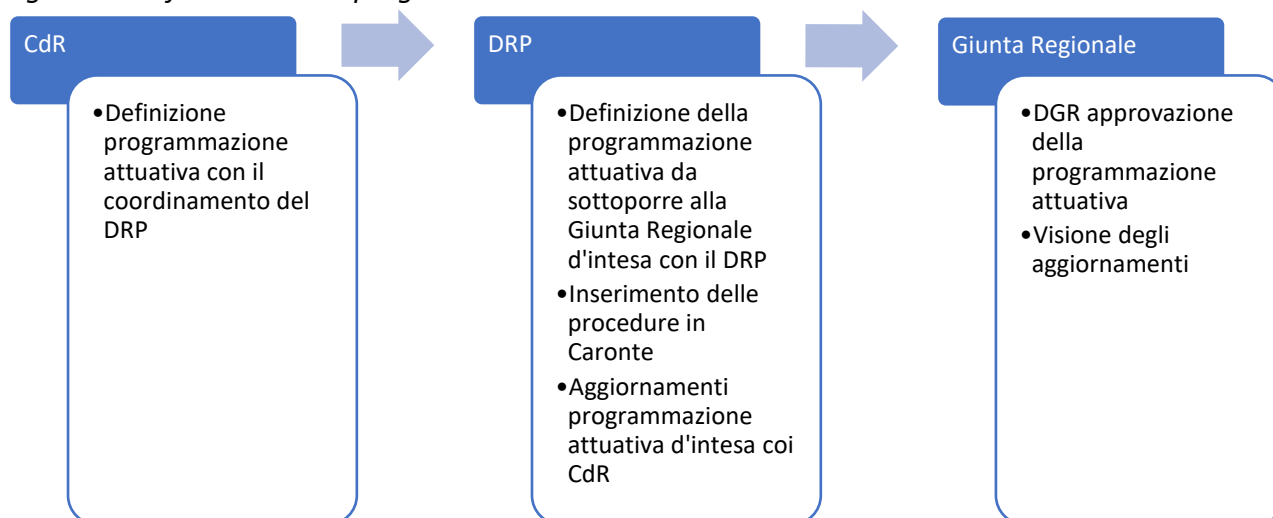 CdR
•Definizione
programmazione
attuativa con il
coordinamento del
DRP
DRP
•Definizione della
programmazione
attuativa da
sottoporre alla
Giunta Regionale
d'intesa con il DRP
•Inserimento delle
procedure in
Caronte
•Aggiornamenti
programmazione
attuativa d'intesa coi
CdR
Giunta Regionale
•DGR approvazione
della
programmazione
attuativa
•Visione degli
aggiornamenti